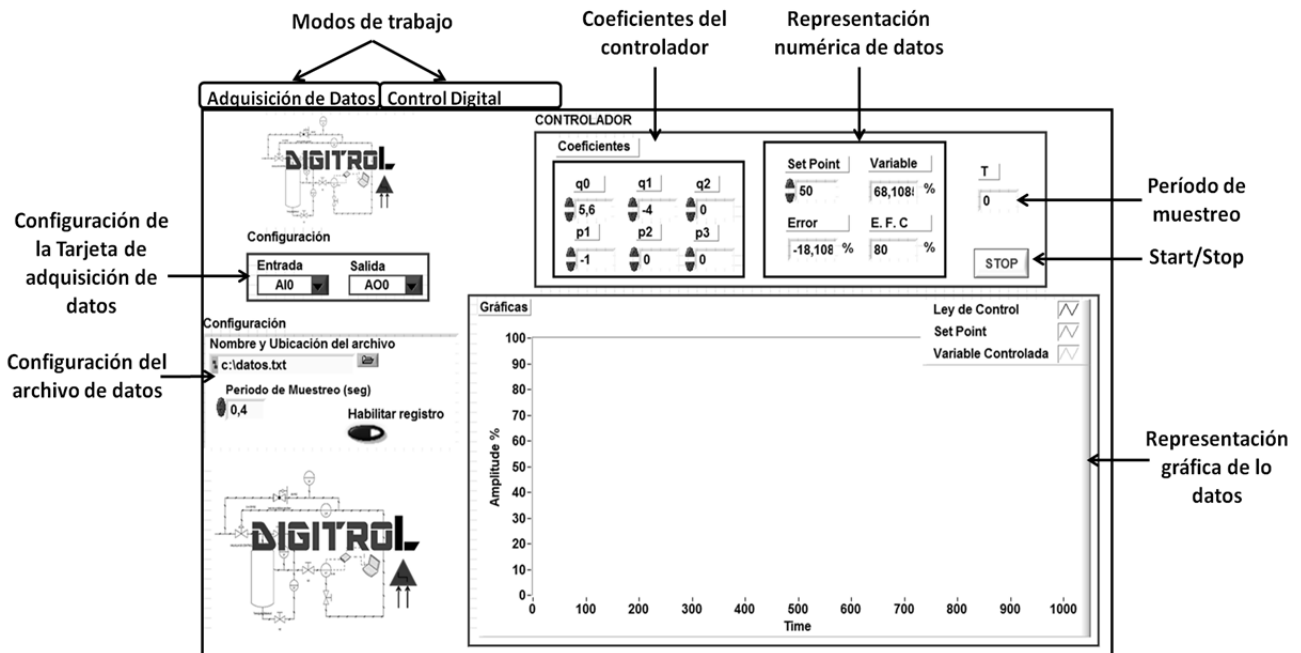 Modos de trabajo
Coeficientes del
controlador
Representación
numérica de datos
Adquisición de Datos
Control Digital
DIGITROL
CONTROLADOR
Coeficientes
q0
q1
q2
5,6
-4
0
p1
p2
p3
-1
0
0
Set Point
Variable
50
68,108
%
Error
E. F. C
-18,108
%
80
%
T
0
STOP
Período de
muestreo
Start/Stop
Configuración de
la Tarjeta de
adquisición de
datos
Configuración
Entrada
Salida
AI0
AO0
Configuración del
archivo de datos
Configuración
Nombre y Ubicación del archivo
c:\datos.txt
Periodo de Muestreo (seg)
0,4
Habilitar registro
DIGITROL
Gráficas
Ley de Control
Set Point
Variable Controlada
Amplitude %
100
90
80
70
60
50
40
30
20
10
0
0 100 200 300 400 500 600 700 800 900 1000
Time
Representación
gráfica de lo
datos